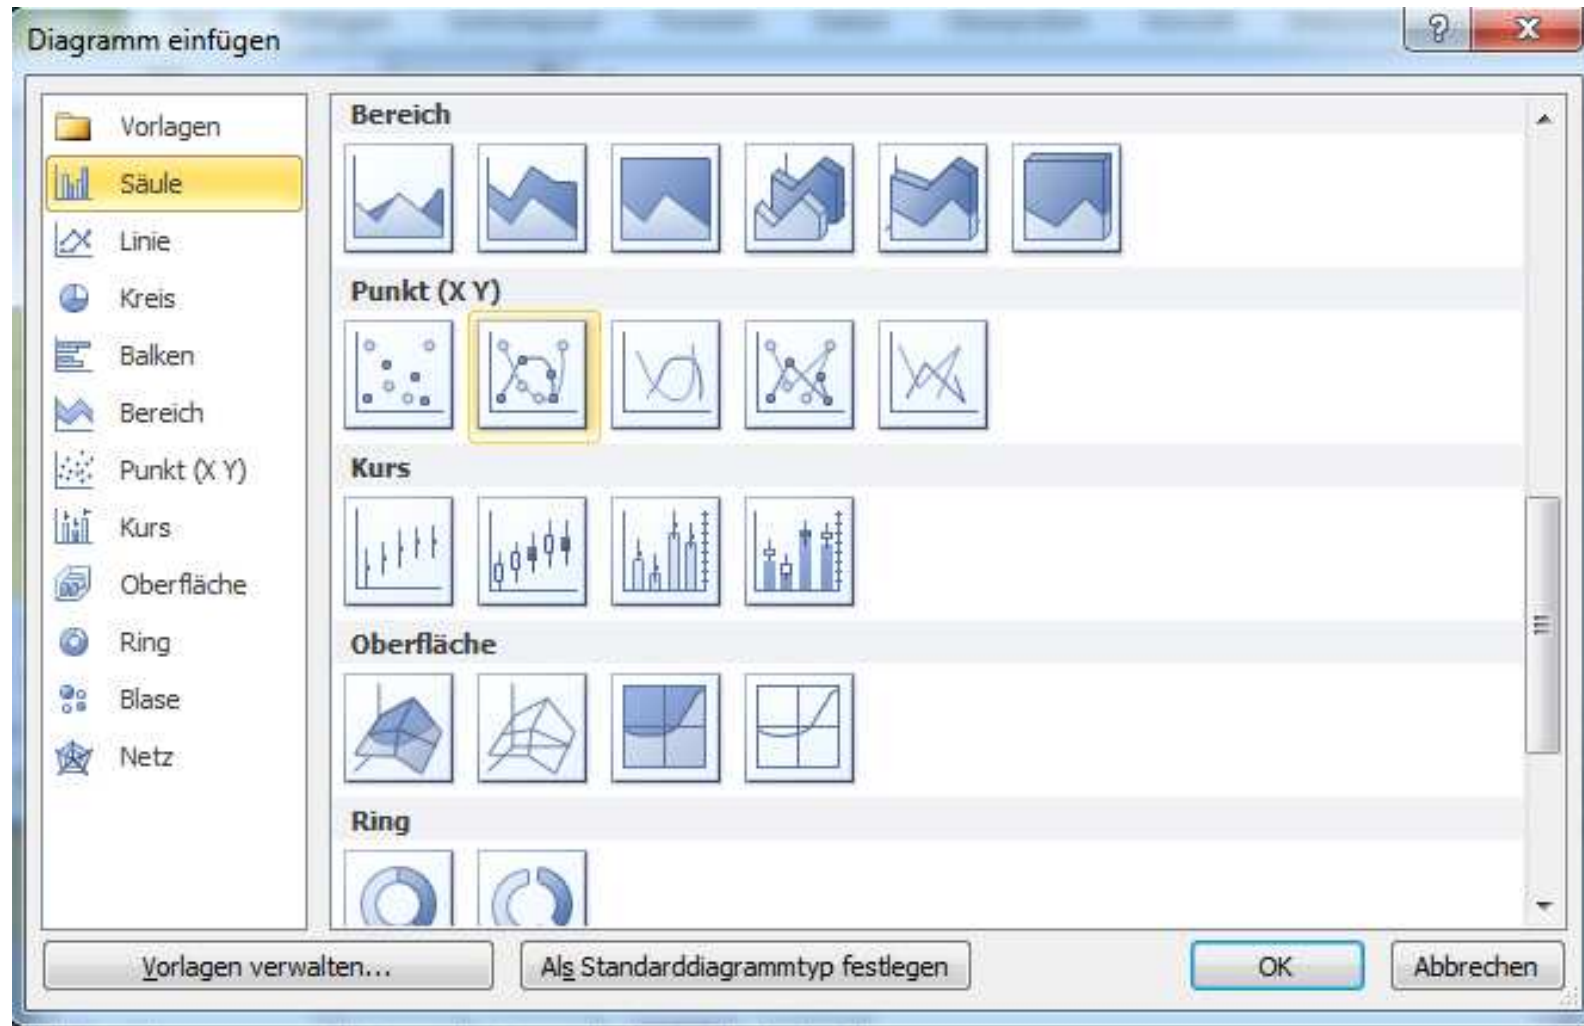 Diagramm einfügen
Vorlagen
Säule
Linie
Kreis
Balken
Bereich
Punkt (X Y)
Kurs
Oberfläche
Ring
Blase
Netz
Bereich
Punkt (X Y)
Kurs
Oberfläche
Ring
Vorlagen verwalten...
Als Standarddiagrammtyp festlegen
OK
Abbrechen